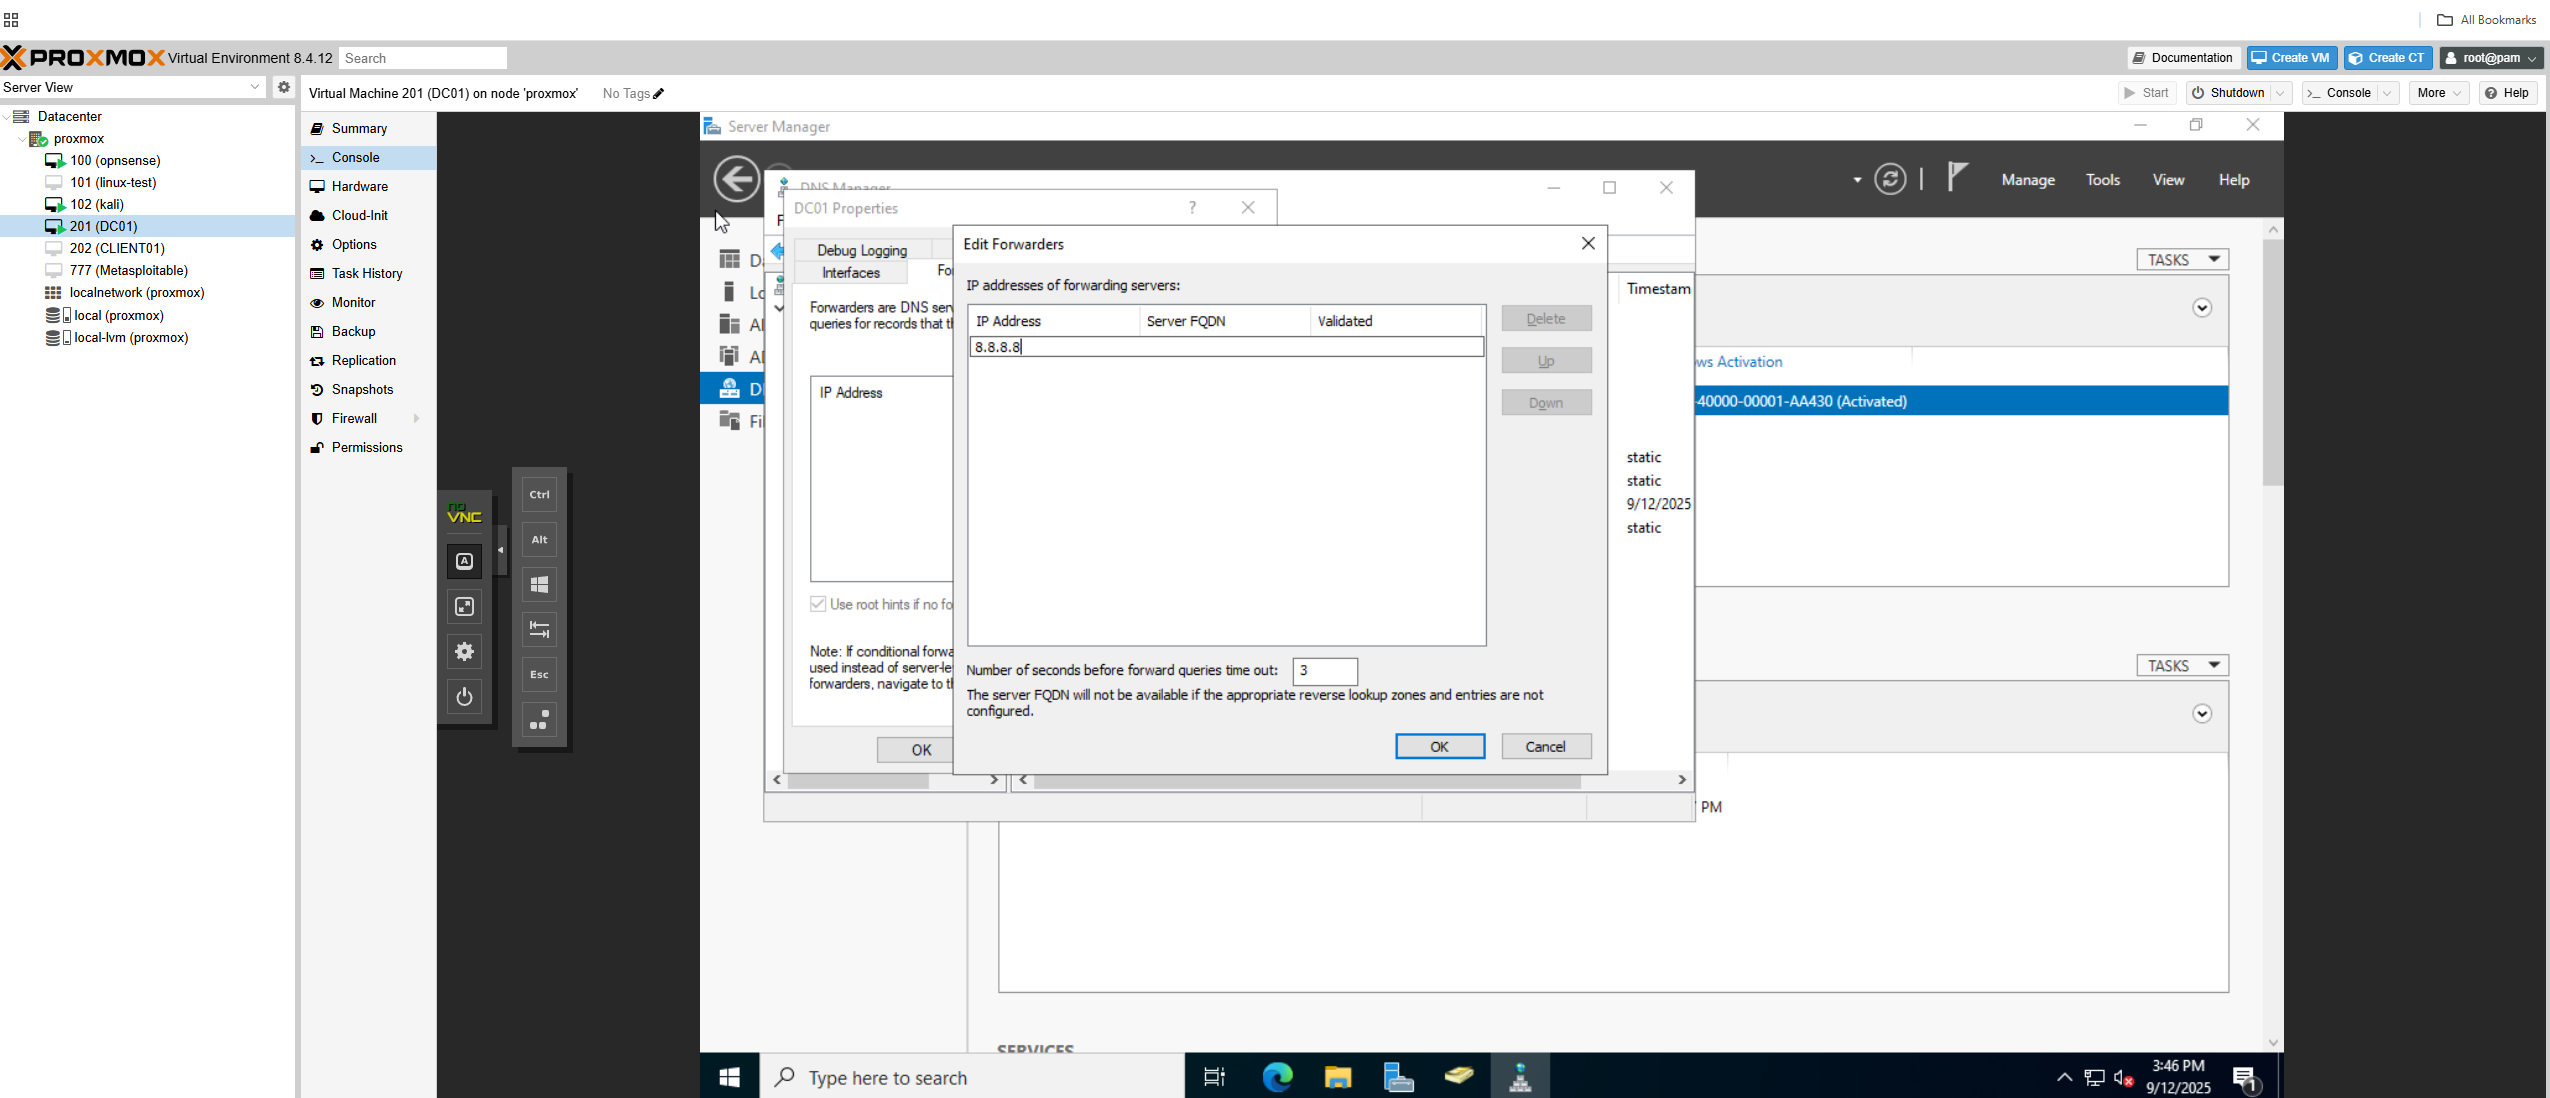 All Bookmarks
PROXMOX Virtual Environment 8.4.12 Search
Documentation Create VM Create CT root@pam
Server View
Virtual Machine 201 (DC01) on node 'proxmox' No Tags
Start Shutdown Console More Help
Datacenter
proxmox
100 (opnsense)
101 (linux-test)
102 (kali)
201 (DC01)
202 (CLIENT01)
777 (Metasploitable)
localnetwork (proxmox)
local (proxmox)
local-lvm (proxmox)
Summary
Console
Hardware
Cloud-Init
Options
Task History
Monitor
Backup
Replication
Snapshots
Firewall
Permissions
no
VNC
A
Ctrl
Alt
Esc
Server Manager
Manage Tools View Help
DNS Manager
DC01 Properties
?
Debug Logging
Interfaces Fo
Forwarders are DNS serv
queries for records that th
IP Address
Use root hints if no fo
Note: If conditional forwa
used instead of server-le
forwarders, navigate to th
OK
Edit Forwarders
IP addresses of forwarding servers:
IP Address Server FQDN Validated
8.8.8.8
Delete
Up
Down
Number of seconds before forward queries time out: 3
The server FQDN will not be available if the appropriate reverse lookup zones and entries are not
configured.
OK Cancel
Timestam
static
static
9/12/2025
static
TASKS
ws Activation
-40000-00001-AA430 (Activated)
TASKS
PM
SERVICES
Type here to search
3:46 PM
9/12/2025
1